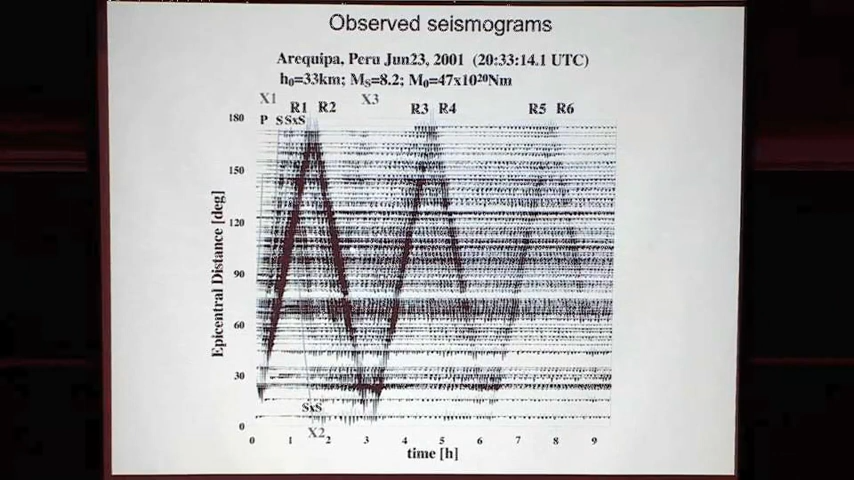 Observed seismograms
Arequipa, Peru Jun23, 2001 (20:33:14.1 UTC)
h₀=33km; Mₛ=8.2; M₀=47x10²⁰Nm
X1 X3
R1 R2 R3 R4 R5 R6
P S SxS
180
150
120
90
60
30
0
Epicentral Distance [deg]
SxS
X2
0 1 2 3 4 5 6 7 8 9
time [h]